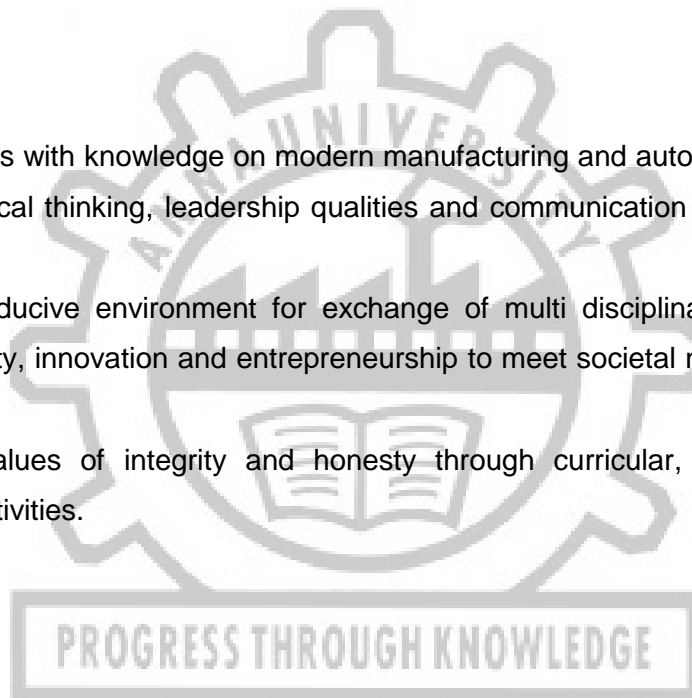 s with knowledge on modern manufacturing and auto
cal thinking, leadership qualities and communication
ducive environment for exchange of multi disciplina
ty, innovation and entrepreneurship to meet societal
alues of integrity and honesty through curricular,
tivities.
ANNA UNIVERSITY
PROGRESS THROUGH KNOWLEDGE